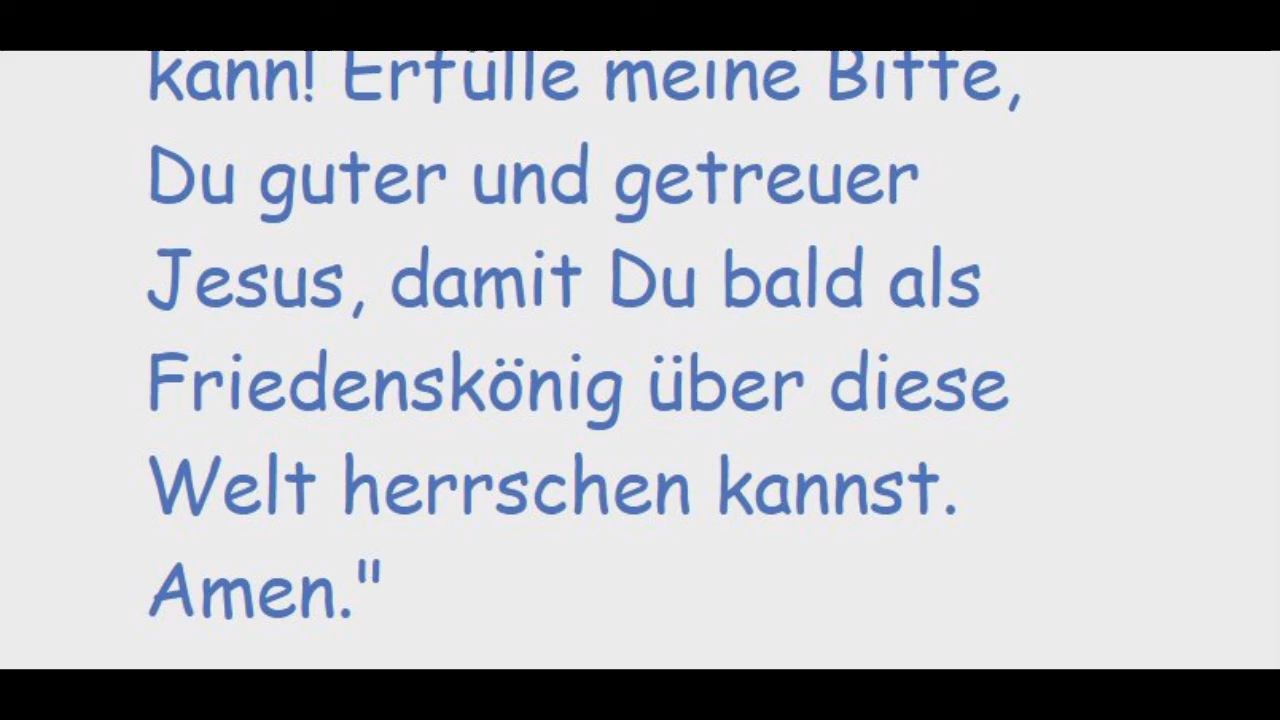 kann! Erfülle meine Bitte,
Du guter und getreuer
Jesus, damit Du bald als
Friedenskönig über diese
Welt herrschen kannst.
Amen."